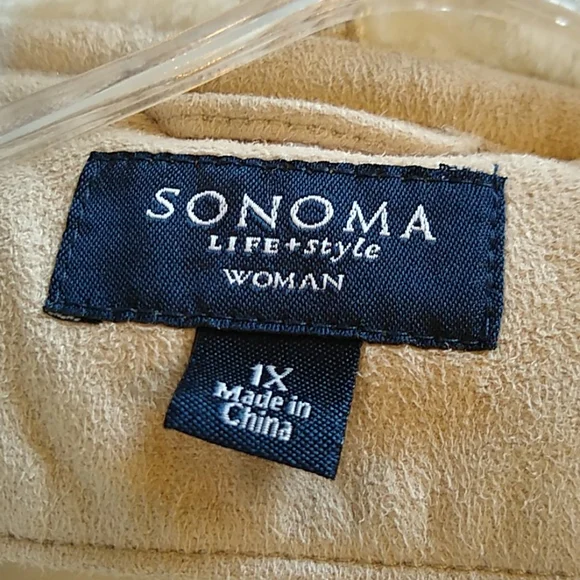 SONOMA
LIFE+style
WOMAN
1X
Made in
China